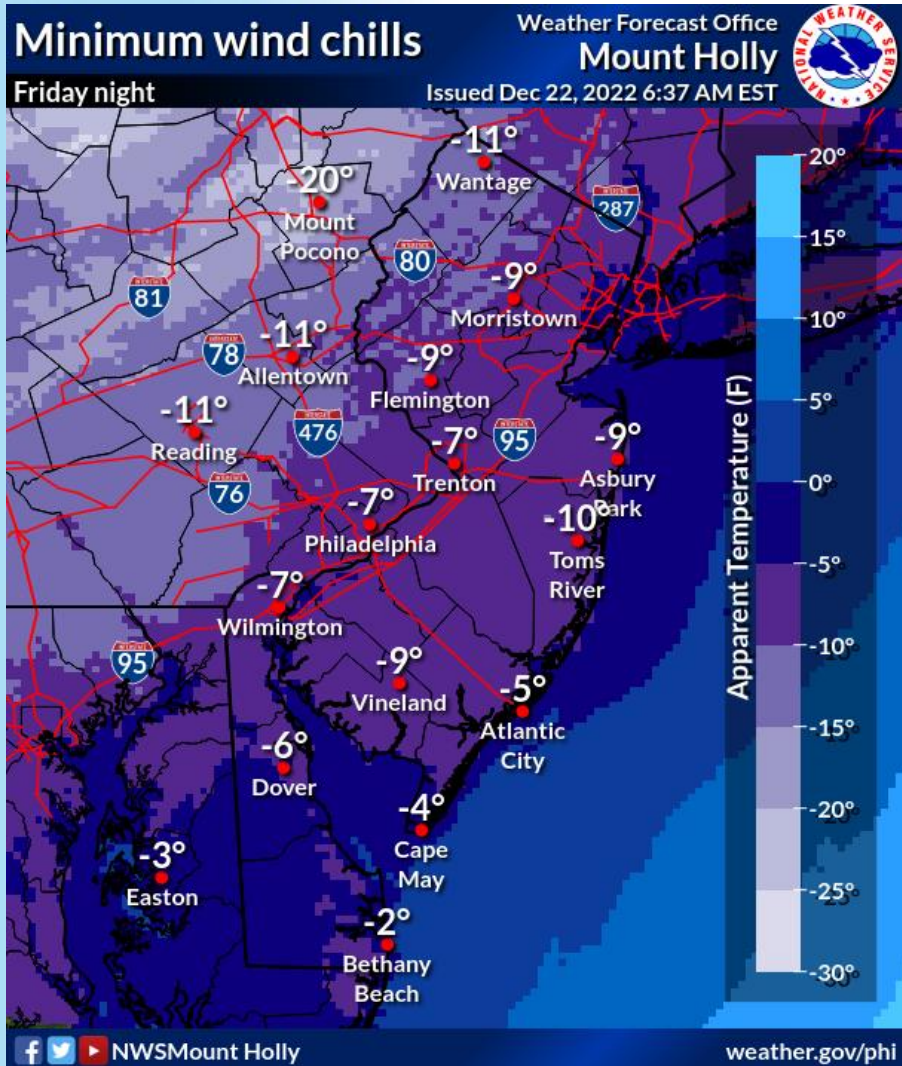 Minimum wind chills
Friday night
Weather Forecast Office
Mount Holly
Issued Dec 22, 2022 6:37 AM EST
NATIONAL WEATHER SERVICE
-11°
Wantage
-20°
Mount
Pocono
287
80
81
-9°
Morristown
-11°
Allentown
78
-9°
Flemington
-11°
Reading
476
95
-9°
Asbury
Park
-7°
Trenton
76
-7°
Philadelphia
-10°
Toms
River
-7°
Wilmington
95
-9°
Vineland
-5°
Atlantic
City
-6°
Dover
-4°
Cape
May
-3°
Easton
-2°
Bethany
Beach
Apparent Temperature (F)
20°
15°
10°
5°
0°
-5°
-10°
-15°
-20°
-25°
-30°
NWSMount Holly
weather.gov/phi